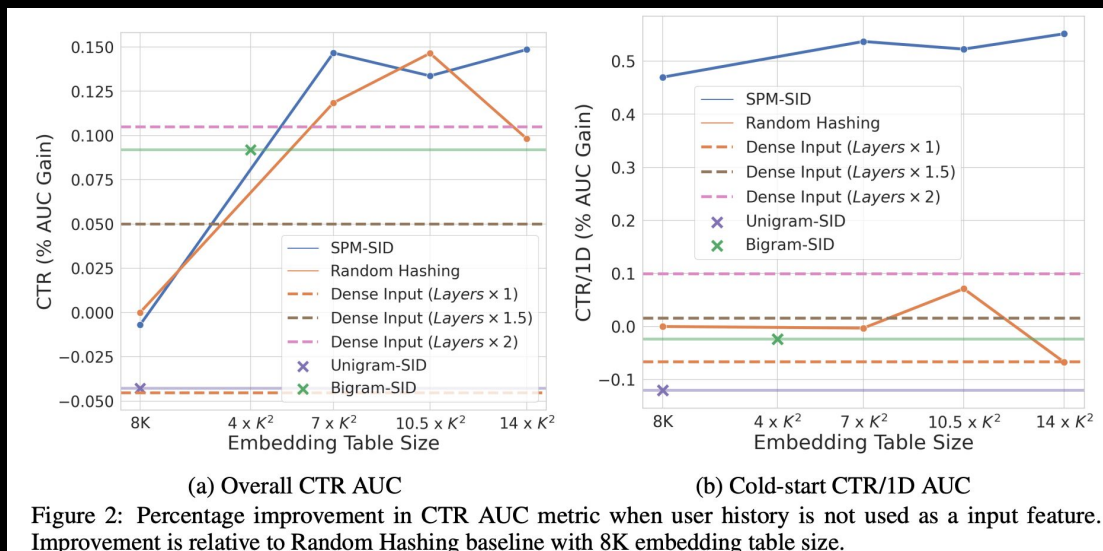 0.150
0.125
0.100
0.075
0.050
0.025
0.000
−0.025
−0.050
CTR (% AUC Gain)
SPM-SID
Random Hashing
Dense Input (Layers × 1)
Dense Input (Layers × 1.5)
Dense Input (Layers × 2)
Unigram-SID
Bigram-SID
8K 4 x K² 7 x K² 10.5 x K² 14 x K²
Embedding Table Size
(a) Overall CTR AUC
0.5
0.4
0.3
0.2
0.1
0.0
−0.1
CTR/1D (% AUC Gain)
SPM-SID
Random Hashing
Dense Input (Layers × 1)
Dense Input (Layers × 1.5)
Dense Input (Layers × 2)
Unigram-SID
Bigram-SID
8K 4 x K² 7 x K² 10.5 x K² 14 x K²
Embedding Table Size
(b) Cold-start CTR/1D AUC
Figure 2: Percentage improvement in CTR AUC metric when user history is not used as a input feature.
Improvement is relative to Random Hashing baseline with 8K embedding table size.